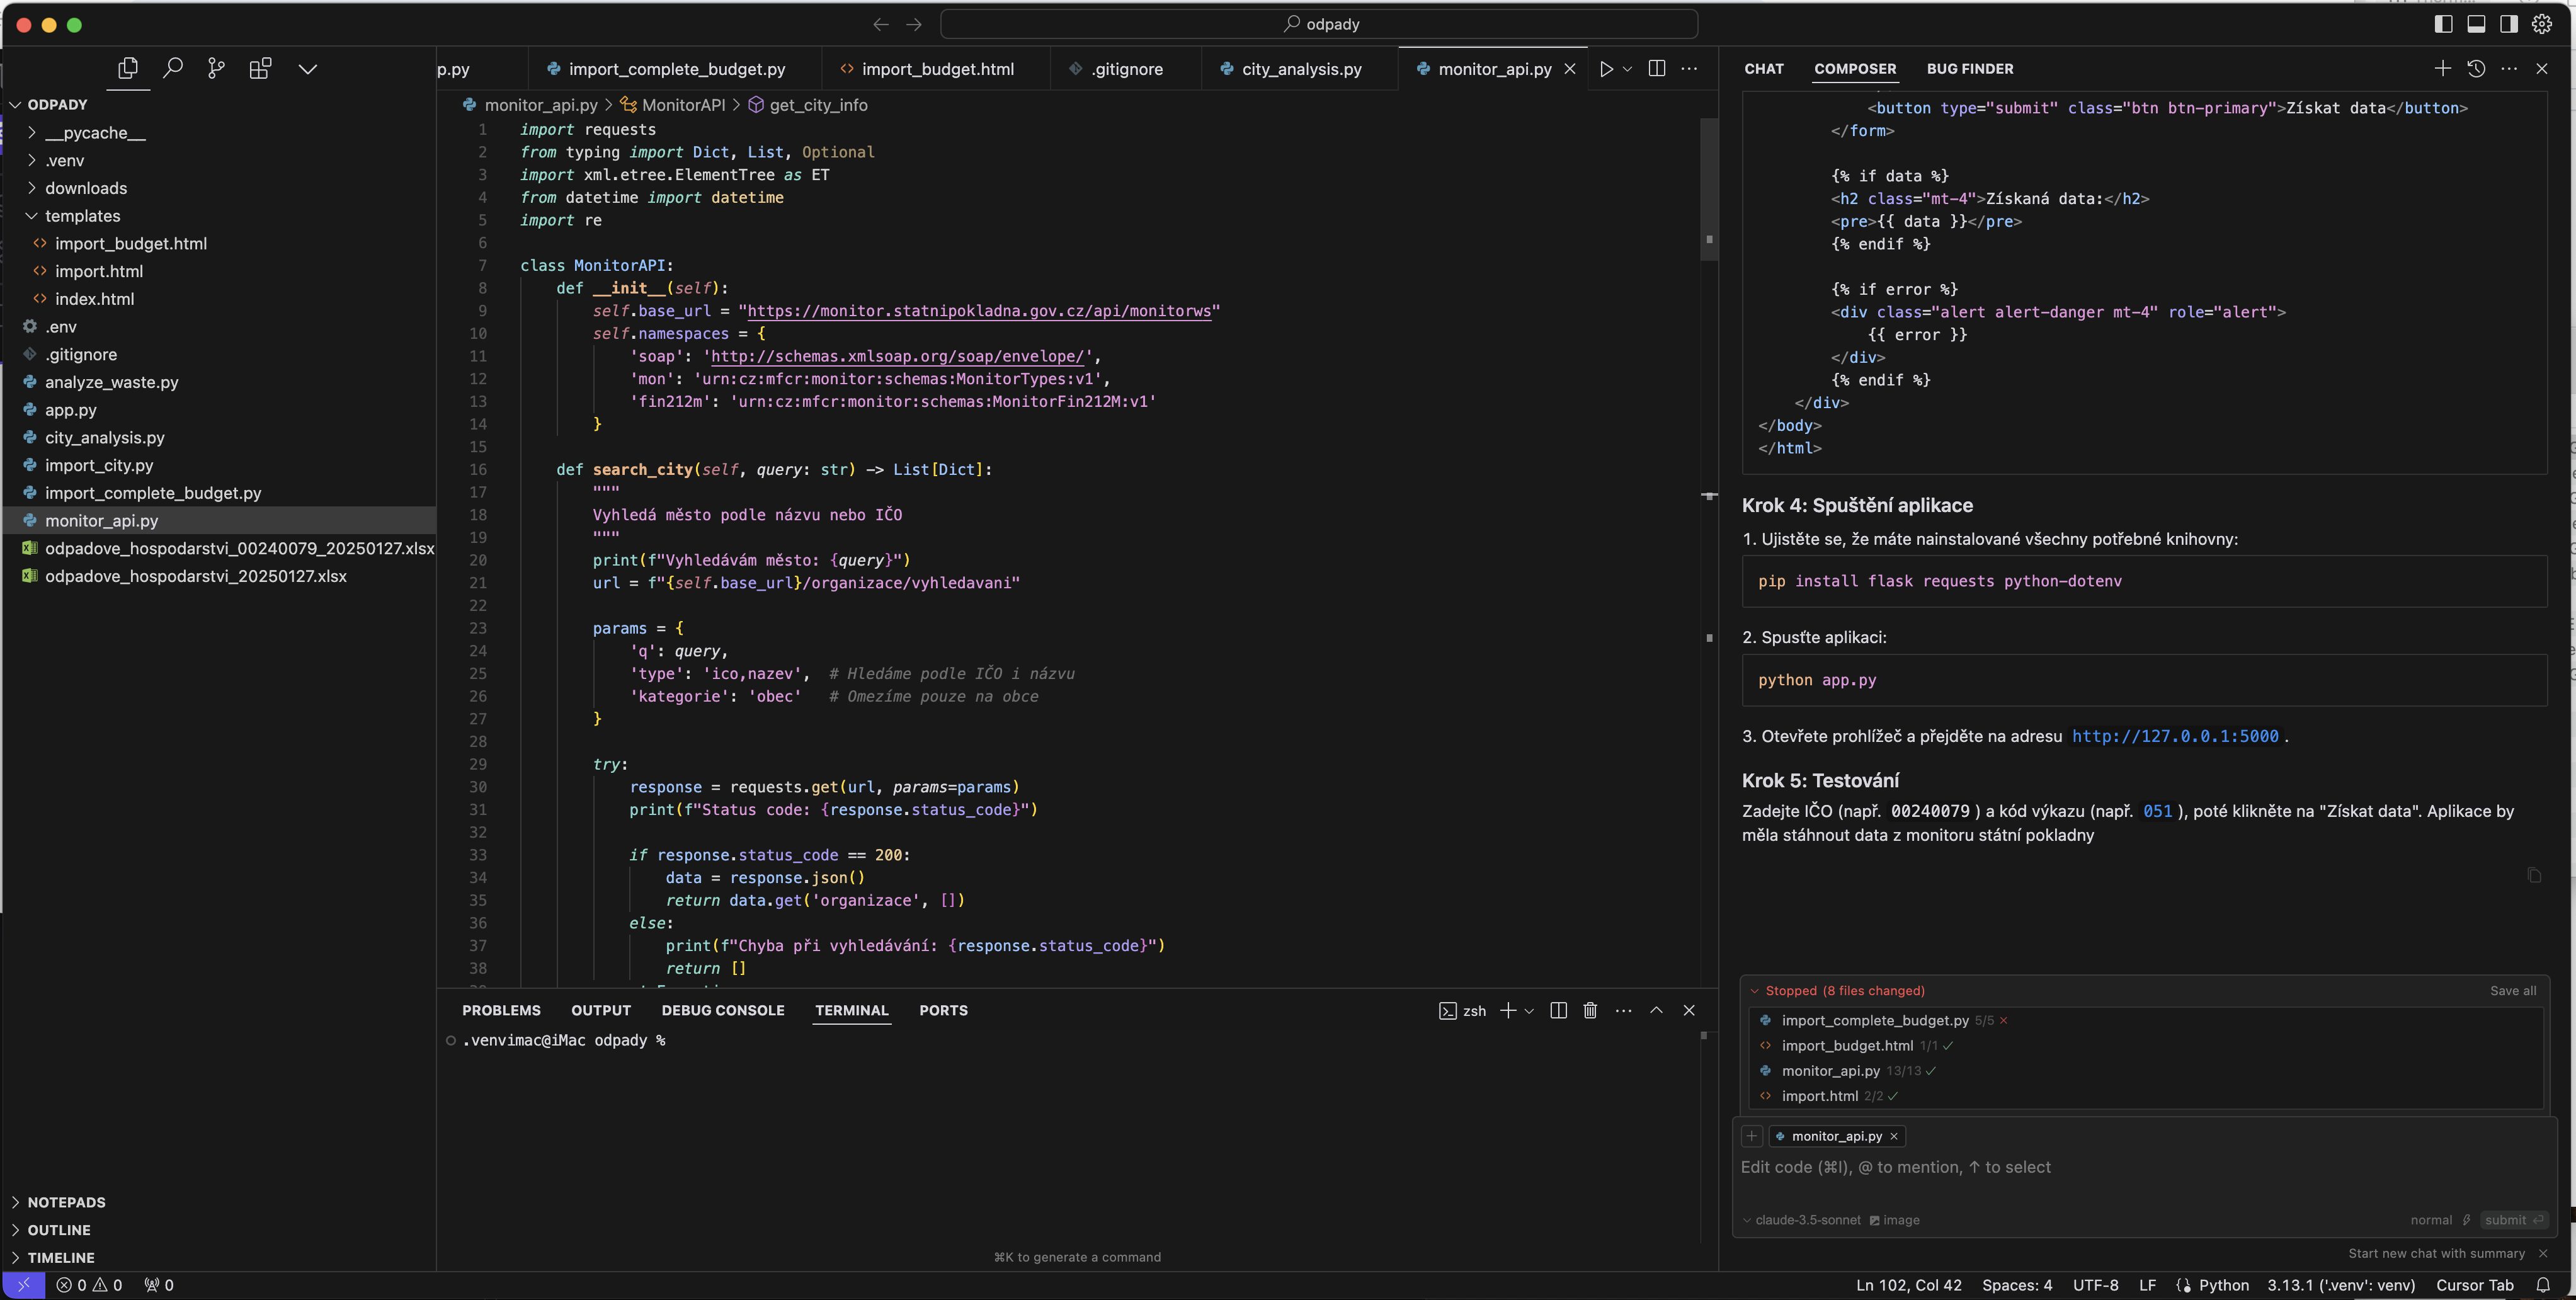 odpady
ODPADY
__pycache__
.venv
downloads
templates
import_budget.html
import.html
index.html
.env
.gitignore
analyze_waste.py
app.py
city_analysis.py
import_city.py
import_complete_budget.py
monitor_api.py
odpadove_hospodarstvi_00240079_20250127.xlsx
odpadove_hospodarstvi_20250127.xlsx
NOTEPADS
OUTLINE
TIMELINE
p.py import_complete_budget.py import_budget.html .gitignore city_analysis.py monitor_api.py
monitor_api.py > MonitorAPI > get_city_info
1 import requests
2 from typing import Dict, List, Optional
3 import xml.etree.ElementTree as ET
4 from datetime import datetime
5 import re
6
7 class MonitorAPI:
8 def __init__(self):
9 self.base_url = "https://monitor.statnipokladna.gov.cz/api/monitorws"
10 self.namespaces = {
11 'soap': 'http://schemas.xmlsoap.org/soap/envelope/',
12 'mon': 'urn:cz:mfcr:monitor:schemas:MonitorTypes:v1',
13 'fin212m': 'urn:cz:mfcr:monitor:schemas:MonitorFin212M:v1'
14 }
15
16 def search_city(self, query: str) -> List[Dict]:
17 """
18 Vyhledá město podle názvu nebo IČO
19 """
20 print(f"Vyhledávám město: {query}")
21 url = f"{self.base_url}/organizace/vyhledavani"
22
23 params = {
24 'q': query,
25 'type': 'ico,nazev', # Hledáme podle IČO i názvu
26 'kategorie': 'obec' # Omezíme pouze na obce
27 }
28
29 try:
30 response = requests.get(url, params=params)
31 print(f"Status code: {response.status_code}")
32
33 if response.status_code == 200:
34 data = response.json()
35 return data.get('organizace', [])
36 else:
37 print(f"Chyba při vyhledávání: {response.status_code}")
38 return []
PROBLEMS OUTPUT DEBUG CONSOLE TERMINAL PORTS zsh
.venvimac@iMac odpady %
⌘K to generate a command
CHAT COMPOSER BUG FINDER
<button type="submit" class="btn btn-primary">Získat data</button>
</form>
{% if data %}
<h2 class="mt-4">Získaná data:</h2>
<pre>{{ data }}</pre>
{% endif %}
{% if error %}
<div class="alert alert-danger mt-4" role="alert">
{{ error }}
</div>
{% endif %}
</div>
</body>
</html>
Krok 4: Spuštění aplikace
1. Ujistěte se, že máte nainstalované všechny potřebné knihovny:
pip install flask requests python-dotenv
2. Spusťte aplikaci:
python app.py
3. Otevřete prohlížeč a přejděte na adresu http://127.0.0.1:5000 .
Krok 5: Testování
Zadejte IČO (např. 00240079 ) a kód výkazu (např. 051 ), poté klikněte na "Získat data". Aplikace by
měla stáhnout data z monitoru státní pokladny
Stopped (8 files changed) Save all
import_complete_budget.py 5/5 ×
import_budget.html 1/1 ✓
monitor_api.py 13/13 ✓
import.html 2/2 ✓
monitor_api.py ×
Edit code (⌘I), @ to mention, ↑ to select
claude-3.5-sonnet image normal submit
Start new chat with summary ×
0 0 0 Ln 102, Col 42 Spaces: 4 UTF-8 LF Python 3.13.1 ('.venv': venv) Cursor Tab